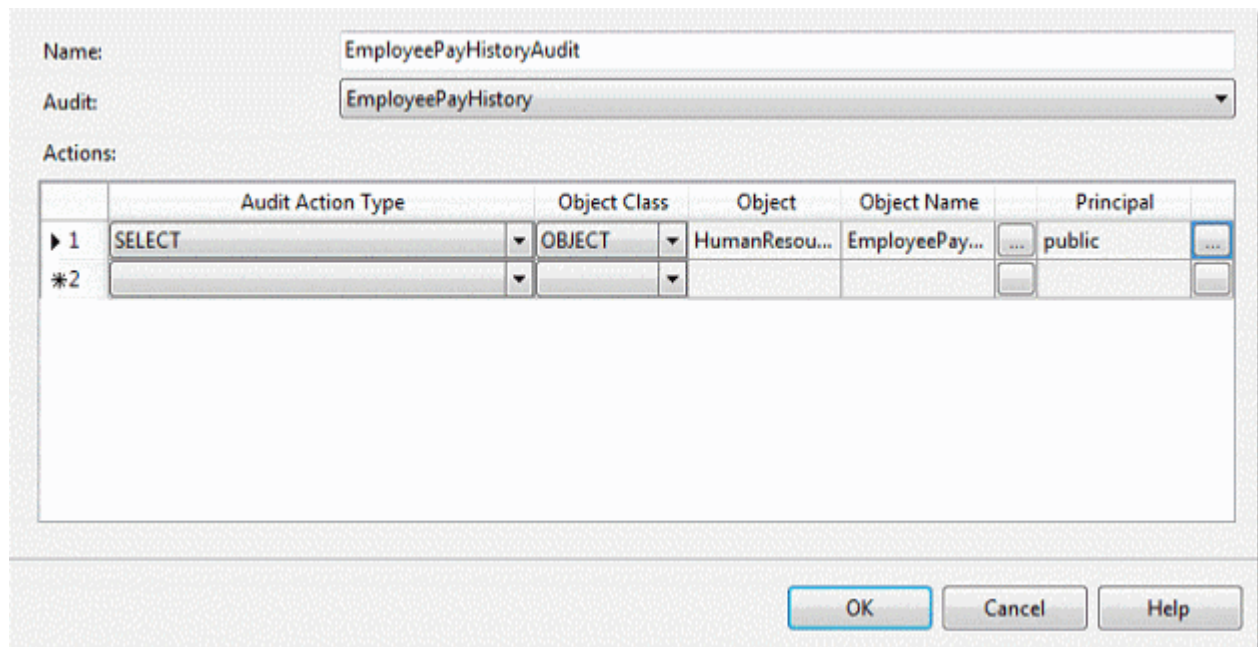 Name: EmployeePayHistoryAudit
Audit: EmployeePayHistory
Actions:
Audit Action Type Object Class Object Object Name Principal
1 SELECT OBJECT HumanResou... EmployeePay... ... public ...
*2
OK Cancel Help